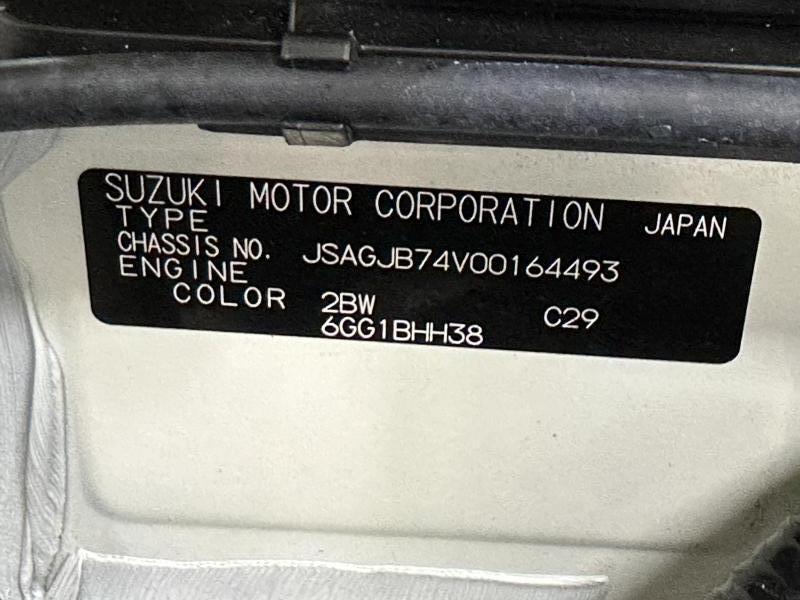 SUZUKI MOTOR CORPORATION JAPAN
TYPE
CHASSIS NO. JSAGJB74V00164493
ENGINE
COLOR 2BW C29
6GG1BHH38